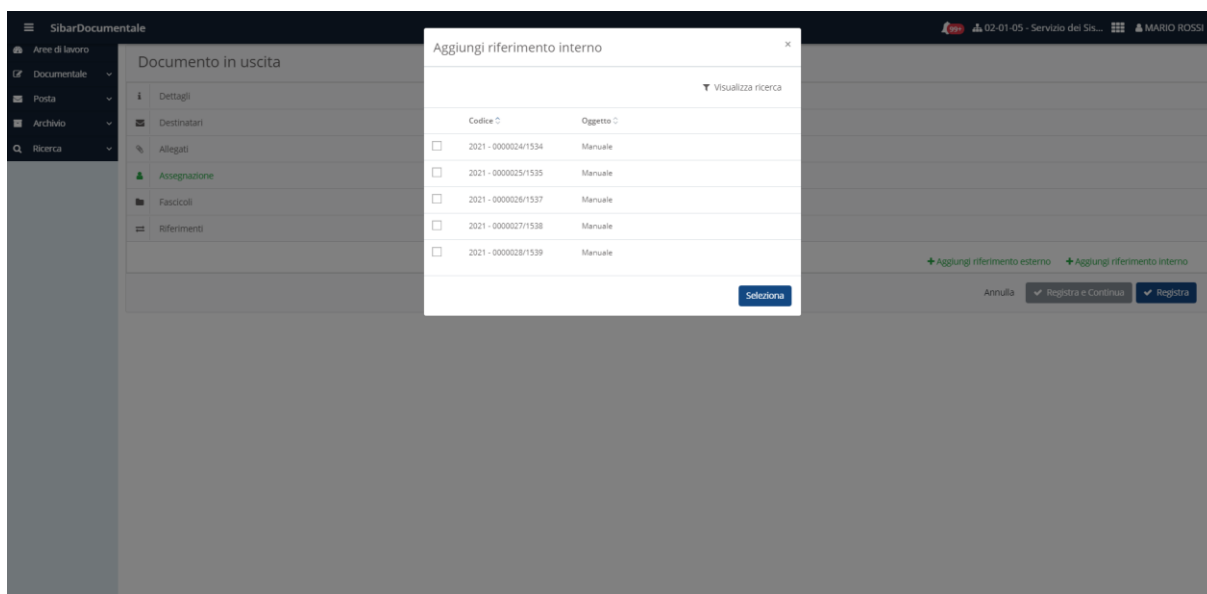 SibarDocumentale
99+ 02-01-05 - Servizio dei Sis... MARIO ROSSI
Aree di lavoro
Documentale
Posta
Archivio
Ricerca
Documento in uscita
Dettagli
Destinatari
Allegati
Assegnazione
Fascicoli
Riferimenti
Aggiungi riferimento interno ×
Visualizza ricerca
Codice Oggetto
2021 - 0000024/1534 Manuale
2021 - 0000025/1535 Manuale
2021 - 0000026/1537 Manuale
2021 - 0000027/1538 Manuale
2021 - 0000028/1539 Manuale
Seleziona
+ Aggiungi riferimento esterno + Aggiungi riferimento interno
Annulla Registra e Continua Registra